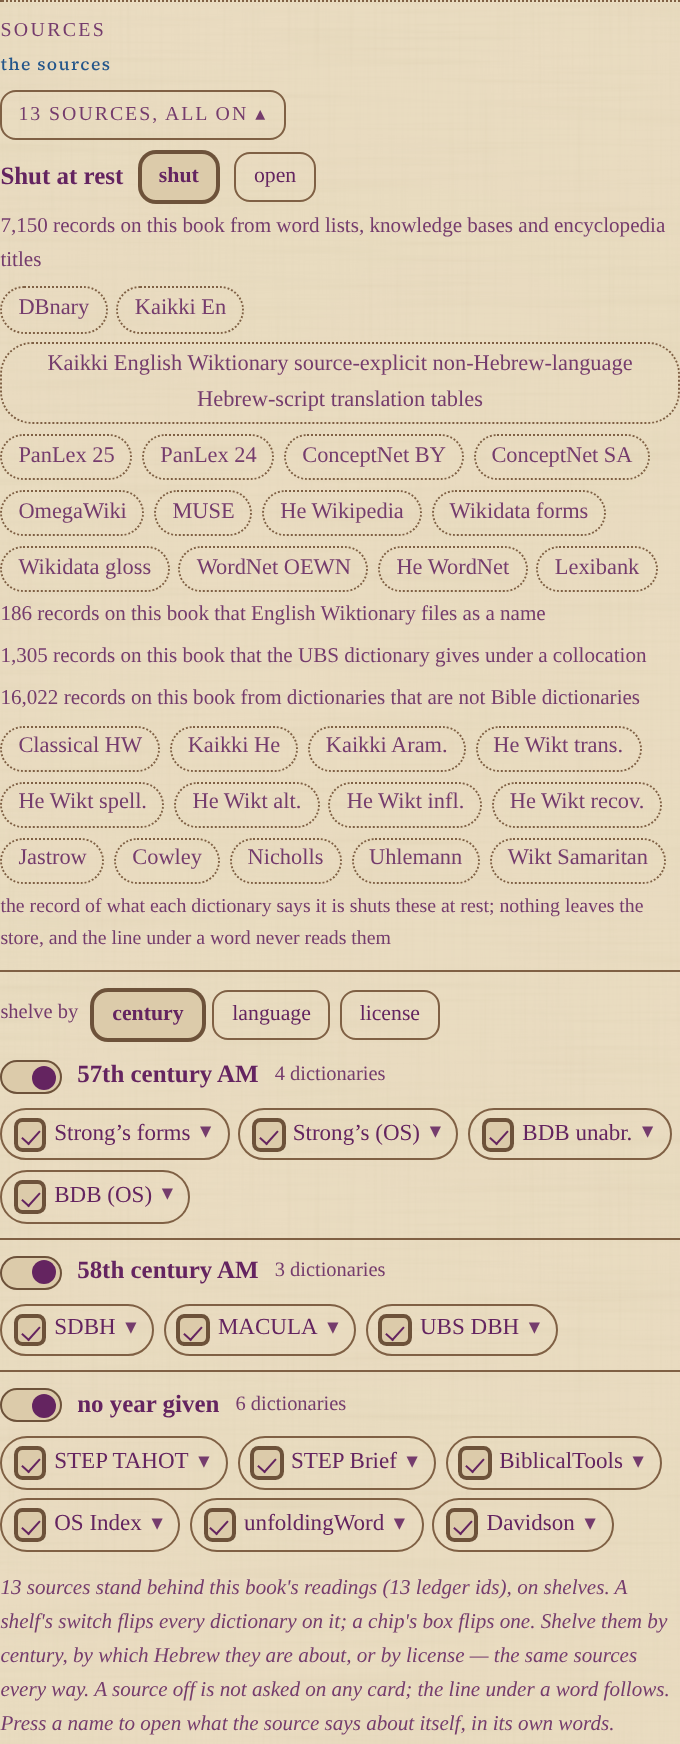 SOURCES
the sources
13 SOURCES, ALL ON ▴
Shut at rest shut open
7,150 records on this book from word lists, knowledge bases and encyclopedia
titles
DBnary Kaikki En
Kaikki English Wiktionary source-explicit non-Hebrew-language
Hebrew-script translation tables
PanLex 25 PanLex 24 ConceptNet BY ConceptNet SA
OmegaWiki MUSE He Wikipedia Wikidata forms
Wikidata gloss WordNet OEWN He WordNet Lexibank
186 records on this book that English Wiktionary files as a name
1,305 records on this book that the UBS dictionary gives under a collocation
16,022 records on this book from dictionaries that are not Bible dictionaries
Classical HW Kaikki He Kaikki Aram. He Wikt trans.
He Wikt spell. He Wikt alt. He Wikt infl. He Wikt recov.
Jastrow Cowley Nicholls Uhlemann Wikt Samaritan
the record of what each dictionary says it is shuts these at rest; nothing leaves the
store, and the line under a word never reads them
shelve by century language license
57th century AM 4 dictionaries
Strong’s forms ▾ Strong’s (OS) ▾ BDB unabr. ▾
BDB (OS) ▾
58th century AM 3 dictionaries
SDBH ▾ MACULA ▾ UBS DBH ▾
no year given 6 dictionaries
STEP TAHOT ▾ STEP Brief ▾ BiblicalTools ▾
OS Index ▾ unfoldingWord ▾ Davidson ▾
13 sources stand behind this book's readings (13 ledger ids), on shelves. A
shelf's switch flips every dictionary on it; a chip's box flips one. Shelve them by
century, by which Hebrew they are about, or by license — the same sources
every way. A source off is not asked on any card; the line under a word follows.
Press a name to open what the source says about itself, in its own words.